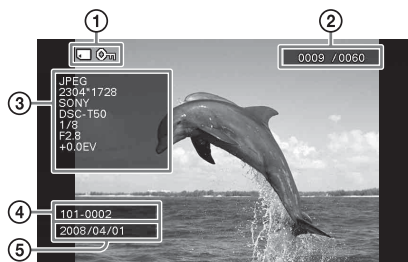 ① ②
0009 /0060
③
JPEG
2304*1728
SONY
DSC-T50
1/8
F2.8
+0.0EV
④ 101-0002
2008/04/01
⑤